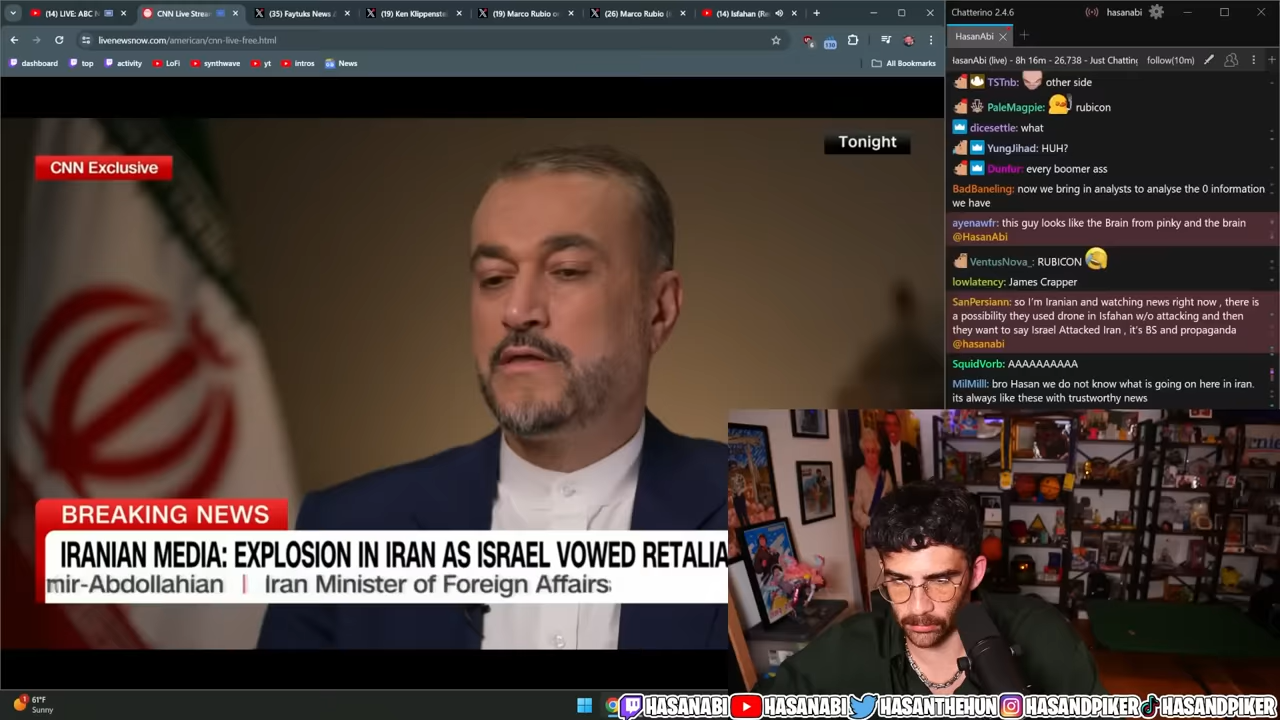 (14) LIVE: ABC N
CNN Live Strea
(35) Faytuks News
(19) Ken Klippenst
(19) Marco Rubio o
(26) Marco Rubio
(14) Isfahan
livenewsnow.com/american/cnn-live-free.html
130
dashboard
top
activity
LoFi
synthwave
yt
intros
News
All Bookmarks
CNN Exclusive
Tonight
BREAKING NEWS
IRANIAN MEDIA: EXPLOSION IN IRAN AS ISRAEL VOWED RETALIA
mir-Abdollahian | Iran Minister of Foreign Affairs
61°F
Sunny
Chatterino 2.4.6
hasanabi
HasanAbi
HasanAbi (live) - 8h 16m - 26,738 - Just Chatting
follow(10m)
TSTnb: other side
PaleMagpie: rubicon
dicesettle: what
YungJihad: HUH?
Dunfur: every boomer ass
BadBaneling: now we bring in analysts to analyse the 0 information
we have
ayenawfr: this guy looks like the Brain from pinky and the brain
@HasanAbi
VentusNova_: RUBICON
lowlatency: James Crapper
SanPersiann: so I'm Iranian and watching news right now , there is
a possibility they used drone in Isfahan w/o attacking and then
they want to say Israel Attacked Iran , it's BS and propaganda
@hasanabi
SquidVorb: AAAAAAAAAA
MilMilll: bro Hasan we do not know what is going on here in iran.
its always like these with trustworthy news
HASANABI
HASANABI
HASANTHEHUN
HASANDPIKER
HASANDPIKER